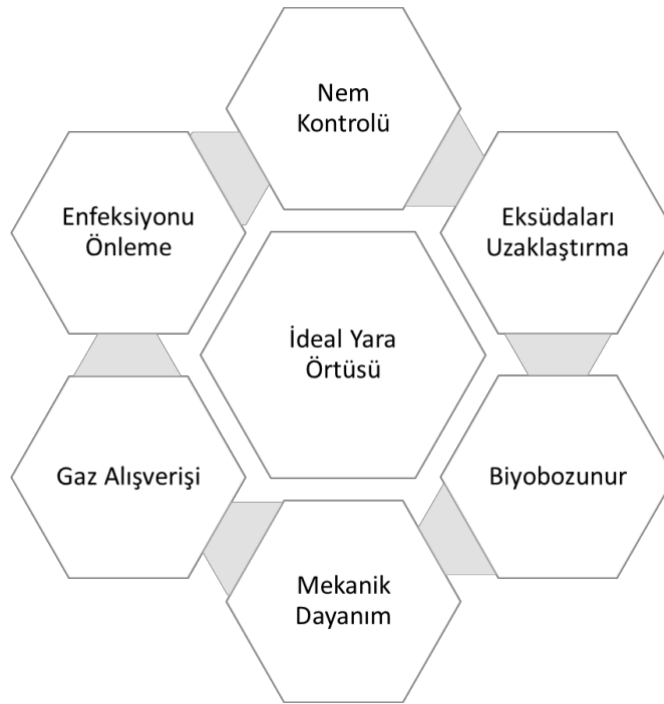 Nem
Kontrolü
Eksüdaları
Uzaklaştırma
Biyobozunur
Mekanik
Dayanım
Gaz Alışverişi
Enfeksiyonu
Önleme
İdeal Yara
Örtüsü